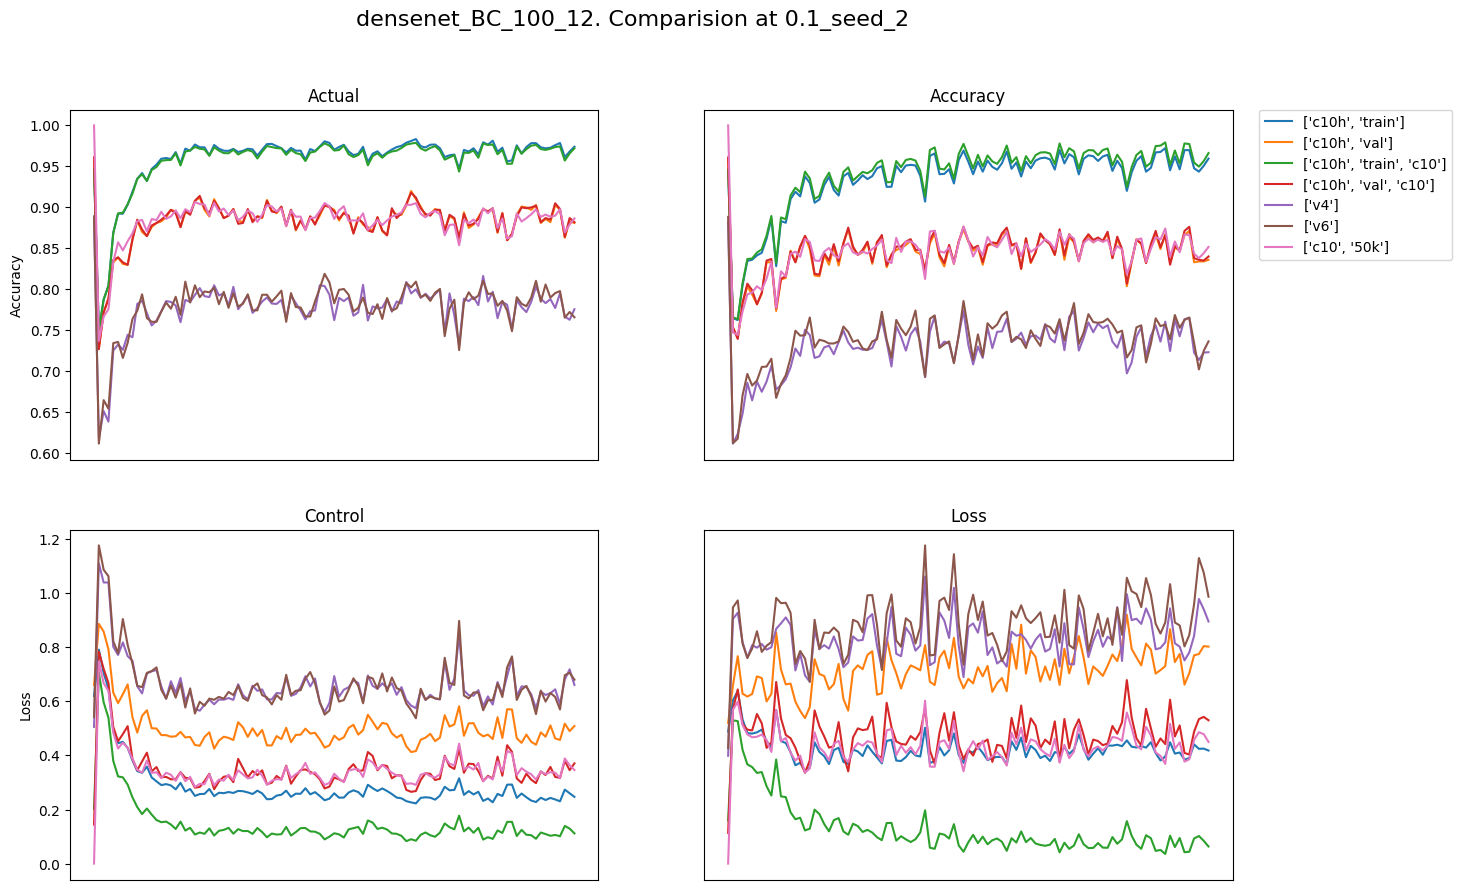 densenet_BC_100_12. Comparision at 0.1_seed_2
Actual
Accuracy
1.00
0.95
0.90
0.85
0.80
0.75
0.70
0.65
0.60
Accuracy
['c10h', 'train']
['c10h', 'val']
['c10h', 'train', 'c10']
['c10h', 'val', 'c10']
['v4']
['v6']
['c10', '50k']
Control
Loss
1.2
1.0
0.8
0.6
0.4
0.2
0.0
Loss